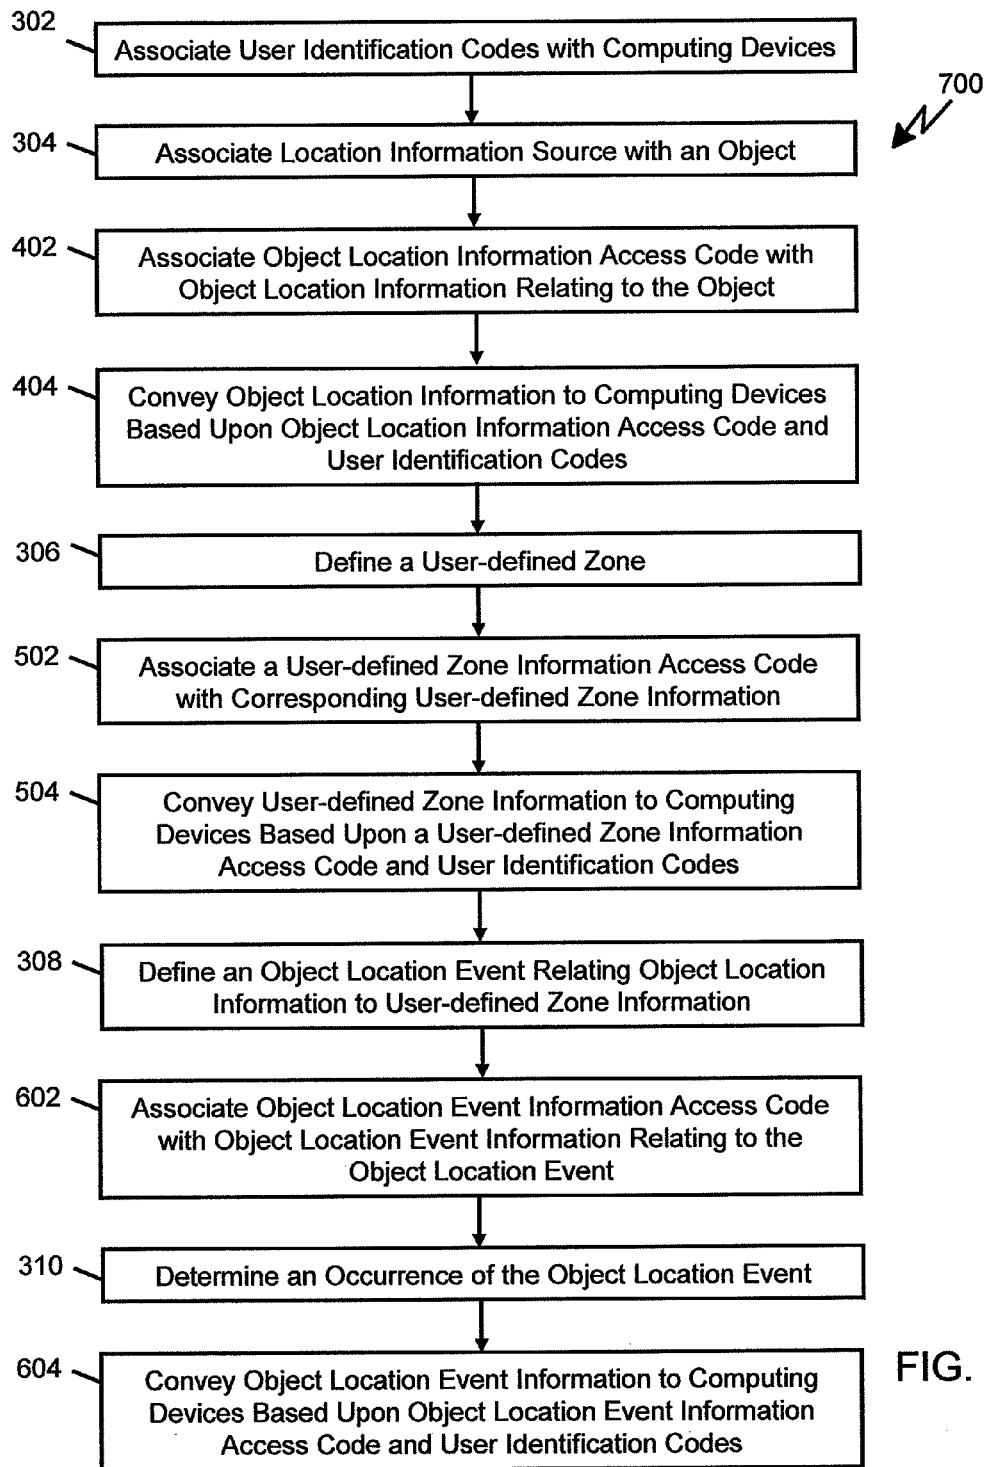 302
Associate User Identification Codes with Computing Devices
700
304
Associate Location Information Source with an Object
402
Associate Object Location Information Access Code with
Object Location Information Relating to the Object
404
Convey Object Location Information to Computing Devices
Based Upon Object Location Information Access Code and
User Identification Codes
306
Define a User-defined Zone
502
Associate a User-defined Zone Information Access Code
with Corresponding User-defined Zone Information
504
Convey User-defined Zone Information to Computing
Devices Based Upon a User-defined Zone Information
Access Code and User Identification Codes
308
Define an Object Location Event Relating Object Location
Information to User-defined Zone Information
602
Associate Object Location Event Information Access Code
with Object Location Event Information Relating to the
Object Location Event
310
Determine an Occurrence of the Object Location Event
604
Convey Object Location Event Information to Computing
Devices Based Upon Object Location Event Information
Access Code and User Identification Codes
FIG.